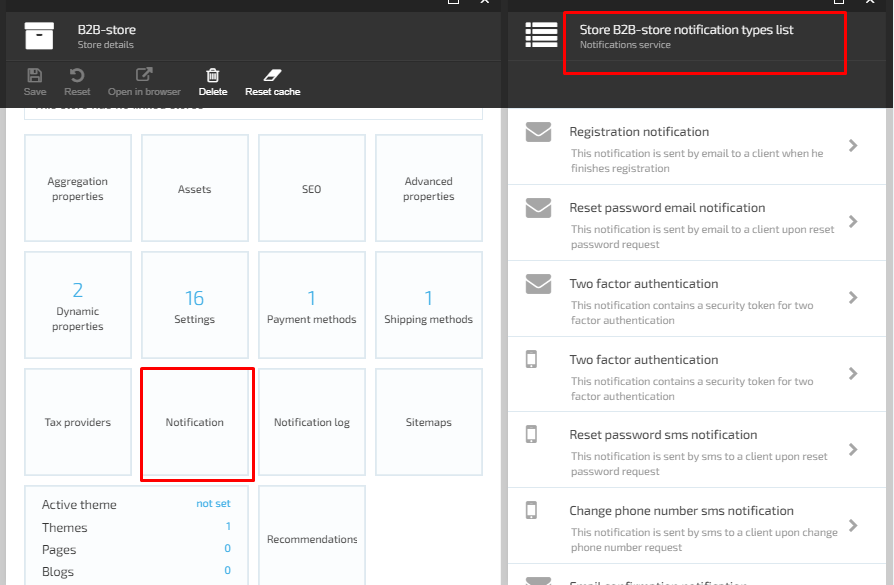 B2B-store
Store details
Save
Reset
Open in browser
Delete
Reset cache
Aggregation
properties
Assets
SEO
Advanced
properties
2
Dynamic
properties
16
Settings
1
Payment methods
1
Shipping methods
Tax providers
Notification
Notification log
Sitemaps
Active theme not set
Themes 1
Pages 0
Blogs 0
Recommendations
Store B2B-store notification types list
Notifications service
Registration notification
This notification is sent by email to a client when he
finishes registration
Reset password email notification
This notification is sent by email to a client upon reset
password request
Two factor authentication
This notification contains a security token for two
factor authentication
Two factor authentication
This notification contains a security token for two
factor authentication
Reset password sms notification
This notification is sent by sms to a client upon reset
password request
Change phone number sms notification
This notification is sent by sms to a client upon change
phone number request